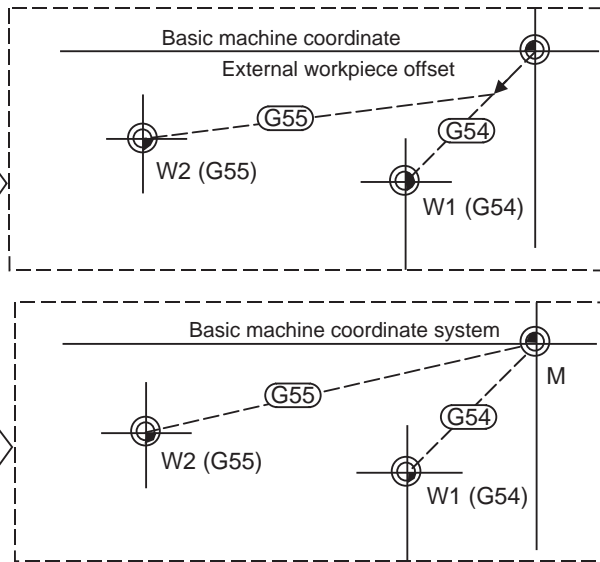 Basic machine coordinate
External workpiece offset
G55
G54
W2 (G55)
W1 (G54)
Basic machine coordinate system
M
G55
G54
W2 (G55)
W1 (G54)